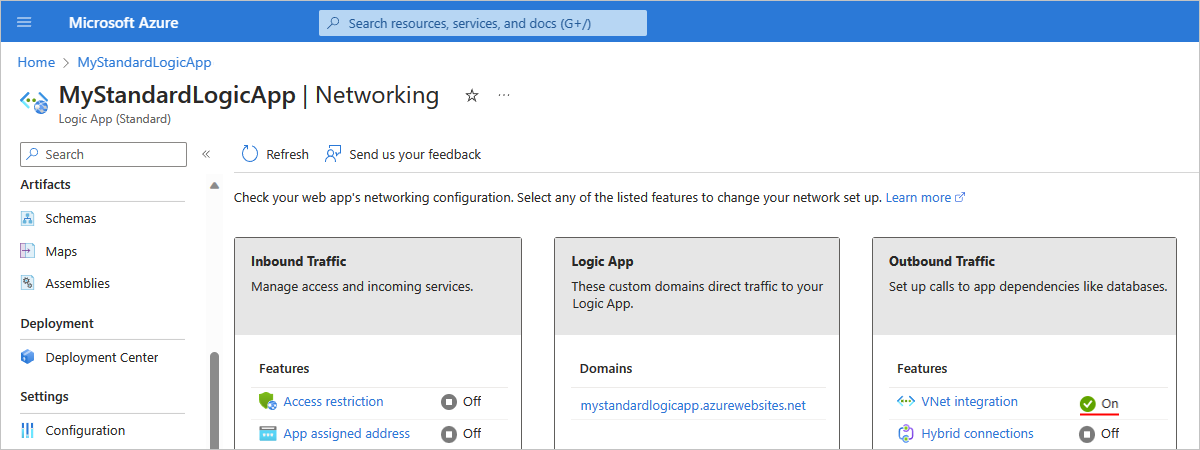 Microsoft Azure
Search resources, services, and docs (G+/)
Home > MyStandardLogicApp
MyStandardLogicApp | Networking
Logic App (Standard)
Search
Refresh
Send us your feedback
Artifacts
Schemas
Maps
Assemblies
Deployment
Deployment Center
Settings
Configuration
Check your web app's networking configuration. Select any of the listed features to change your network set up. Learn more
Inbound Traffic
Manage access and incoming services.
Features
Access restriction Off
App assigned address Off
Logic App
These custom domains direct traffic to your
Logic App.
Domains
mystandardlogicapp.azurewebsites.net
Outbound Traffic
Set up calls to app dependencies like databases.
Features
VNet integration On
Hybrid connections Off